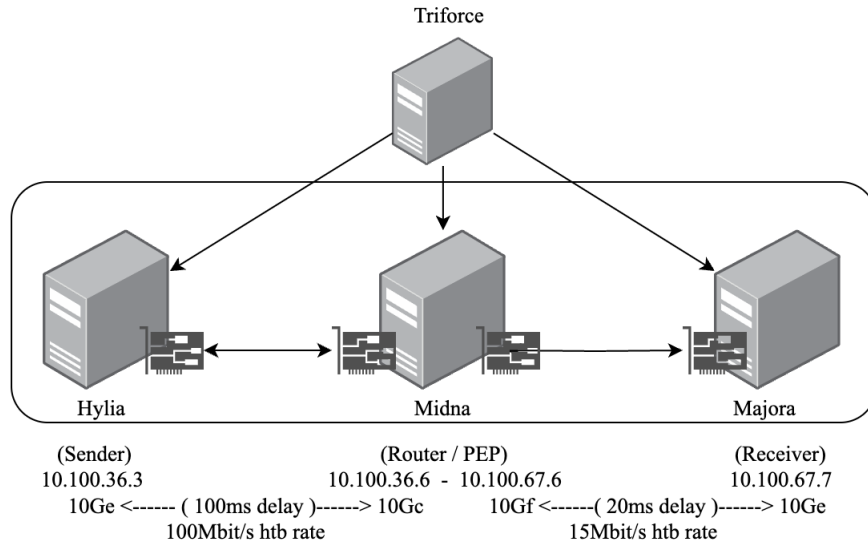 Triforce
Hylia Midna Majora
(Sender) (Router / PEP) (Receiver)
10.100.36.3 10.100.36.6 - 10.100.67.6 10.100.67.7
10Ge <------ ( 100ms delay )------> 10Gc 10Gf <-----( 20ms delay )------> 10Ge
100Mbit/s htb rate 15Mbit/s htb rate